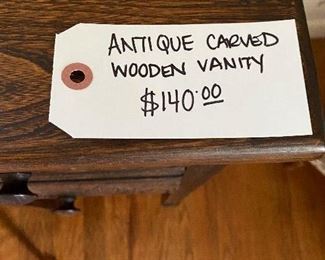 ANTIQUE CARVED
WOODEN VANITY
$140.00